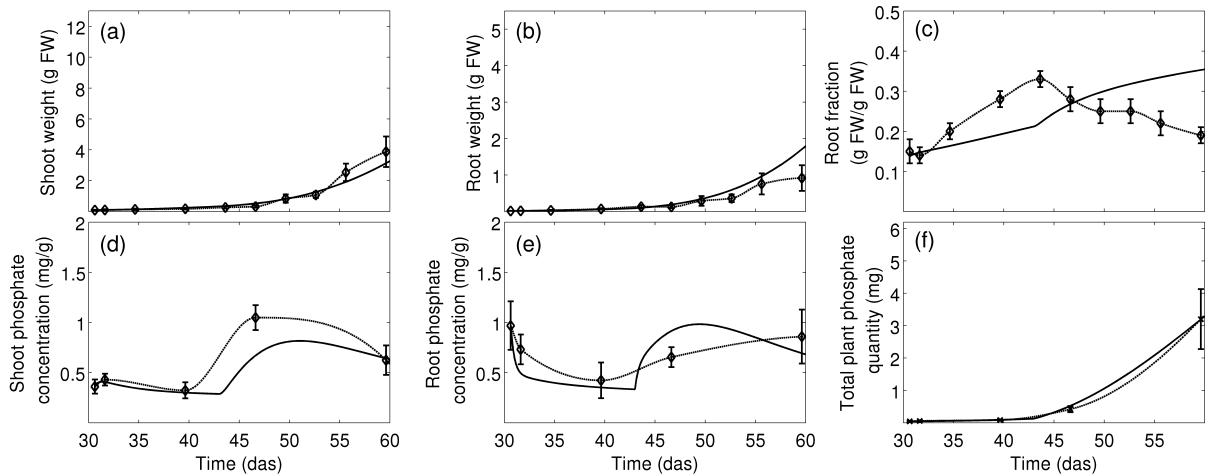 (a)
Shoot weight (g FW)
12
10
8
6
4
2
(b)
Root weight (g FW)
5
4
3
2
1
(c)
Root fraction
(g FW/g FW)
0.5
0.4
0.3
0.2
0.1
(d)
Shoot phosphate
concentration (mg/g)
2
1.5
1
0.5
30 35 40 45 50 55 60
Time (das)
(e)
Root phosphate
concentration (mg/g)
2
1.5
1
0.5
30 35 40 45 50 55 60
Time (das)
(f)
Total plant phosphate
quantity (mg)
6
5
4
3
2
1
30 35 40 45 50 55
Time (das)